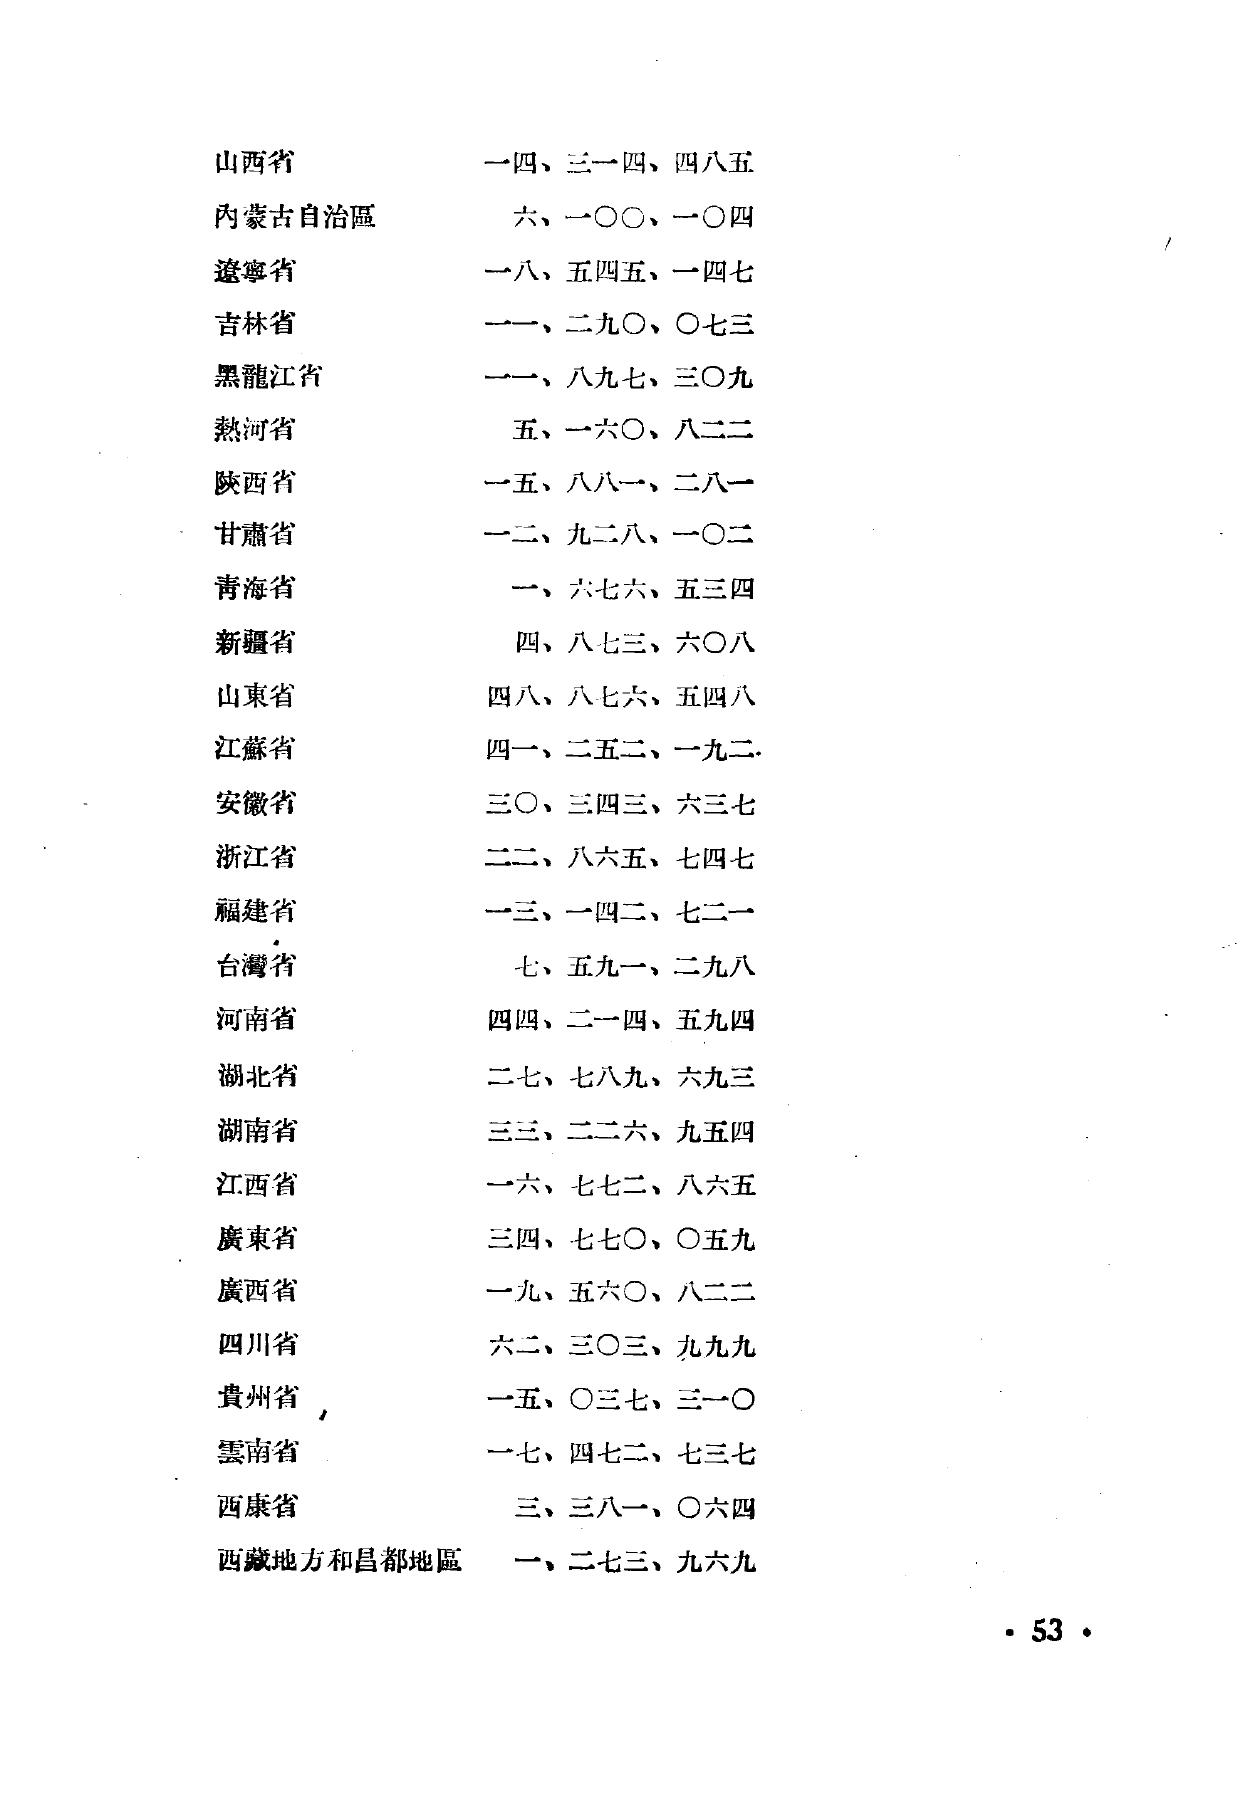 山西省 一四、三一四、四八五
內蒙古自治區 六、一〇〇、一〇四
遼寧省 一八、五四五、一四七
吉林省 一一、二九〇、〇七三
黑龍江省 一一、八九七、三〇九
熱河省 五、一六〇、八二二
陝西省 一五、八八一、二八一
甘肅省 一二、九二八、一〇二
靑海省 一、六七六、五三四
新疆省 四、八七三、六〇八
山東省 四八、八七六、五四八
江蘇省 四一、二五二、一九二
安徽省 三〇、三四三、六三七
浙江省 二二、八六五、七四七
福建省 一三、一四二、七二一
台灣省 七、五九一、二九八
河南省 四四、二一四、五九四
湖北省 二七、七八九、六九三
湖南省 三三、二二六、九五四
江西省 一六、七七二、八六五
廣東省 三四、七七〇、〇五九
廣西省 一九、五六〇、八二二
四川省 六二、三〇三、九九九
貴州省 一五、〇三七、三一〇
雲南省 一七、四七二、七三七
西康省 三、三八一、〇六四
西藏地方和昌都地區 一、二七三、九六九
• 53 •